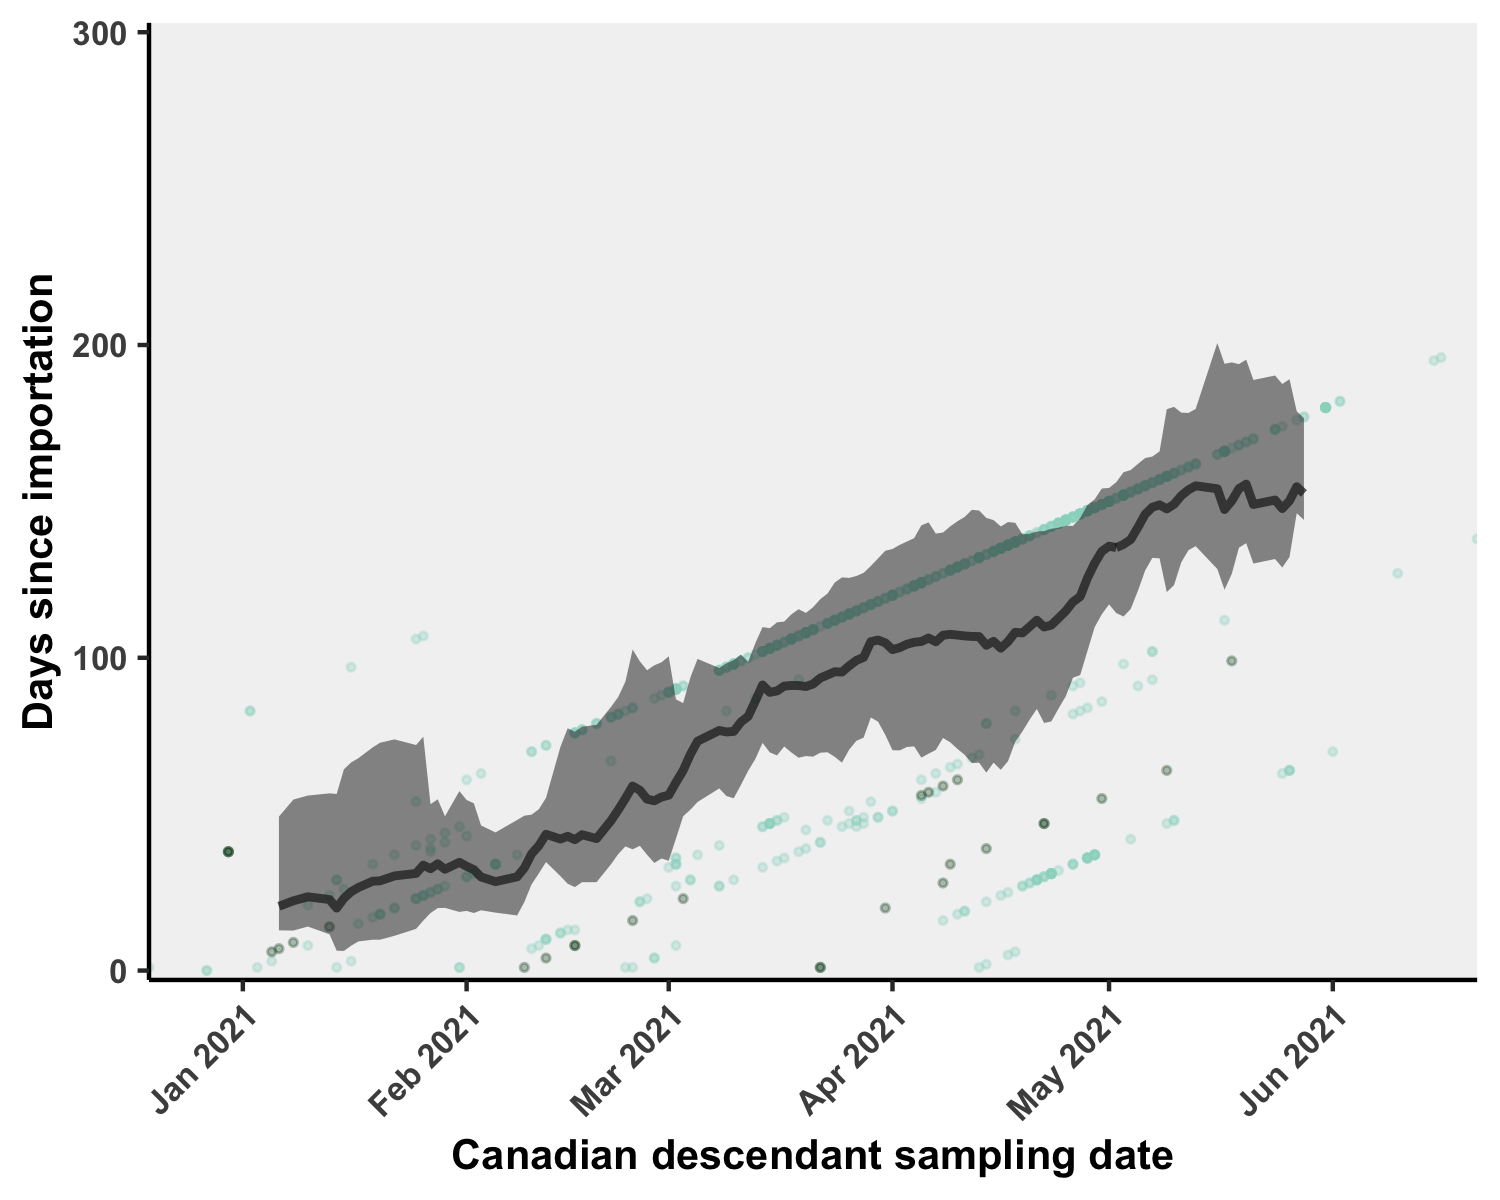 300
200
100
0
Days since importation
Jan 2021
Feb 2021
Mar 2021
Apr 2021
May 2021
Jun 2021
Canadian descendant sampling date